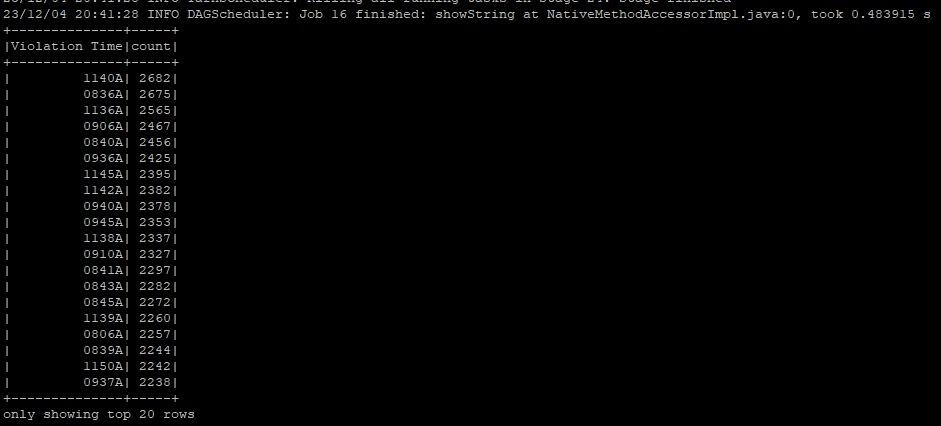 23/12/04 20:41:28 INFO DAGScheduler: Job 16 finished: showString at NativeMethodAccessorImpl.java:0, took 0.483915 s
+--------------+-----+
|Violation Time|count|
+--------------+-----+
|         1140A| 2682|
|         0836A| 2675|
|         1136A| 2565|
|         0906A| 2467|
|         0840A| 2456|
|         0936A| 2425|
|         1145A| 2395|
|         1142A| 2382|
|         0940A| 2378|
|         0945A| 2353|
|         1138A| 2337|
|         0910A| 2327|
|         0841A| 2297|
|         0843A| 2282|
|         0845A| 2272|
|         1139A| 2260|
|         0806A| 2257|
|         0839A| 2244|
|         1150A| 2242|
|         0937A| 2238|
+--------------+-----+
only showing top 20 rows